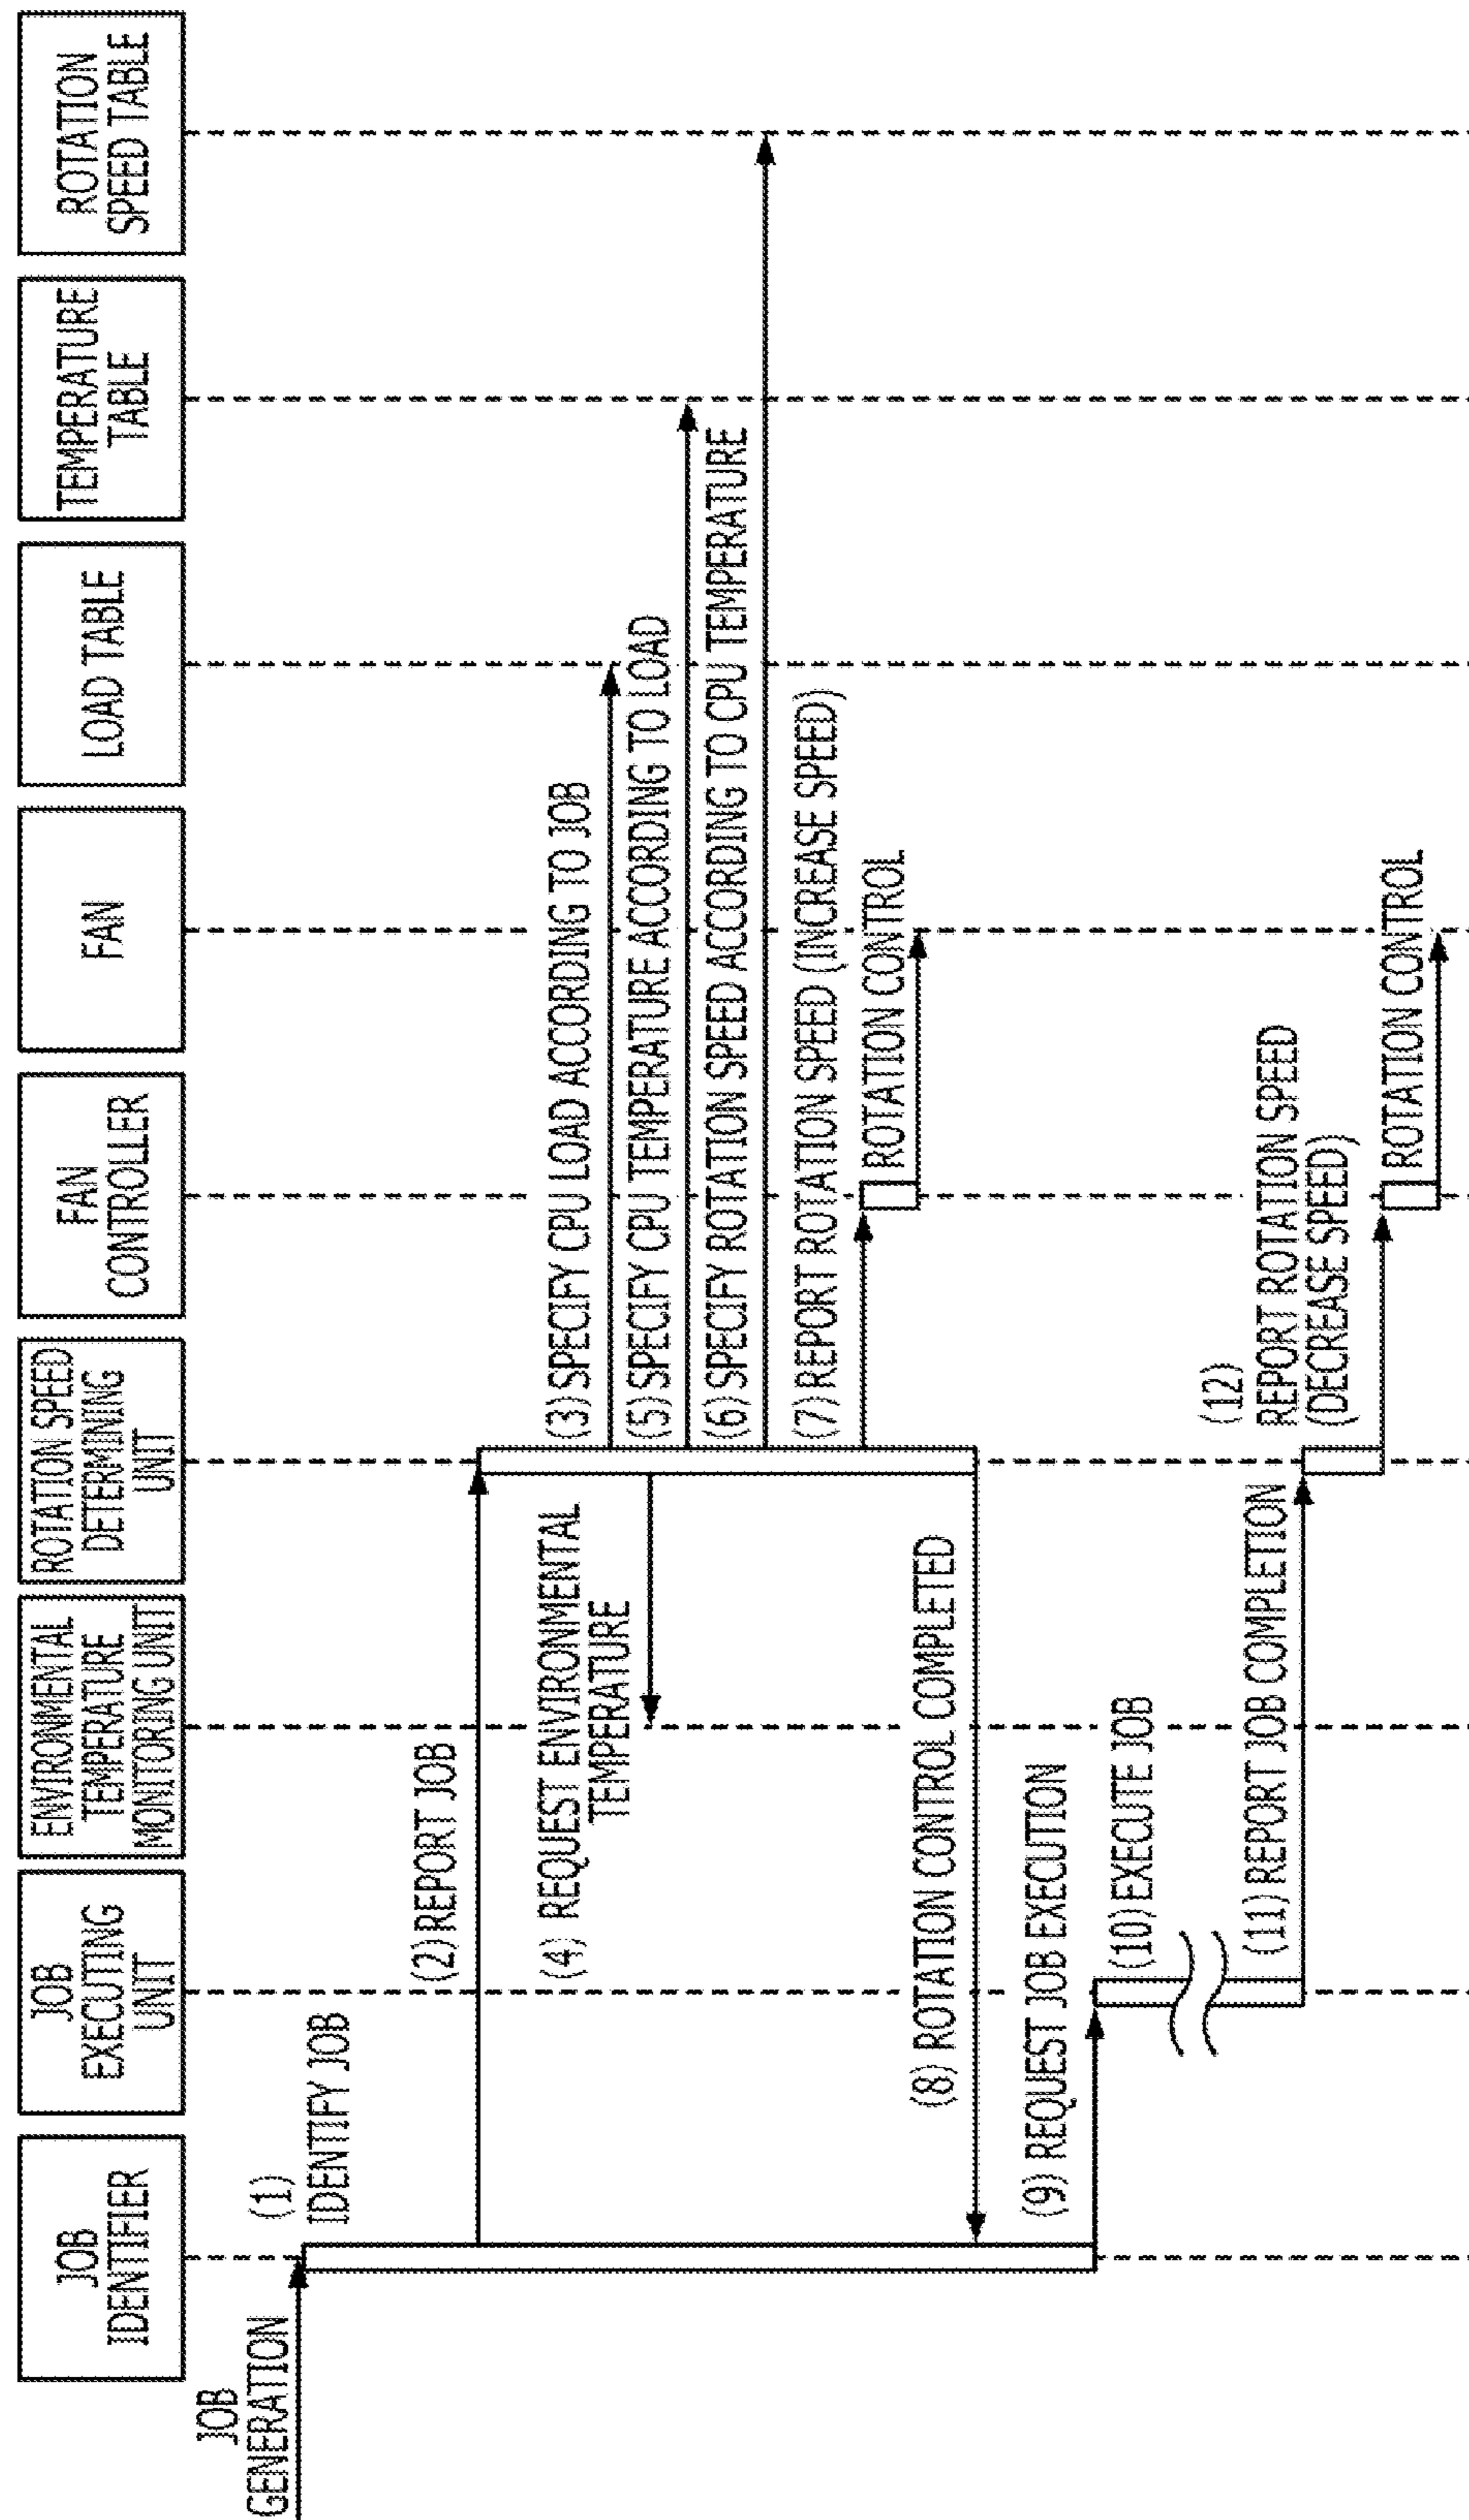 JOB
IDENTIFIER
JOB
EXECUTING
UNIT
ENVIRONMENTAL
TEMPERATURE
MONITORING UNIT
ROTATION SPEED
DETERMINING
UNIT
FAN
CONTROLLER
FAN
LOAD TABLE
TEMPERATURE
TABLE
ROTATION
SPEED TABLE
JOB
GENERATION
(1)
IDENTIFY JOB
(2) REPORT JOB
(3) SPECIFY CPU LOAD ACCORDING TO JOB
(4) REQUEST ENVIRONMENTAL
TEMPERATURE
(5) SPECIFY CPU TEMPERATURE ACCORDING TO LOAD
(6) SPECIFY ROTATION SPEED ACCORDING TO CPU TEMPERATURE
(7) REPORT ROTATION SPEED (INCREASE SPEED)
ROTATION CONTROL
(8) ROTATION CONTROL COMPLETED
(9) REQUEST JOB EXECUTION
(10) EXECUTE JOB
(11) REPORT JOB COMPLETION
(12)
REPORT ROTATION SPEED
(DECREASE SPEED)
ROTATION CONTROL